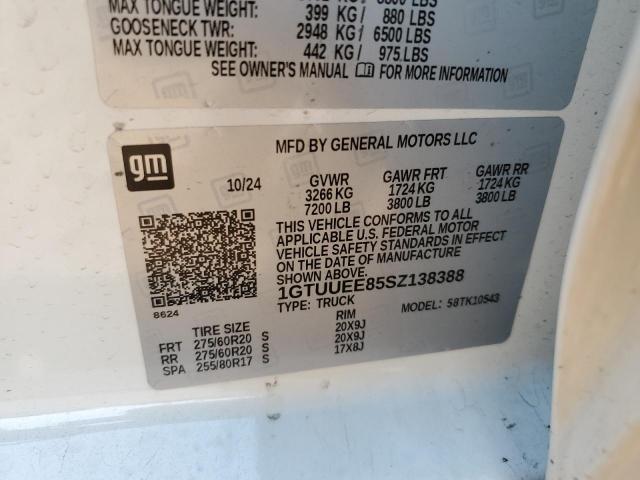 MAX TONGUE WEIGHT: 399 KG / 880 LBS
GOOSENECK TWR: 2948 KG / 6500 LBS
MAX TONGUE WEIGHT: 442 KG / 975 LBS
SEE OWNER'S MANUAL FOR MORE INFORMATION
gm
MFD BY GENERAL MOTORS LLC
10/24 GVWR GAWR FRT GAWR RR
3266 KG 1724 KG 1724 KG
7200 LB 3800 LB 3800 LB
THIS VEHICLE CONFORMS TO ALL
APPLICABLE U.S. FEDERAL MOTOR
VEHICLE SAFETY STANDARDS IN EFFECT
ON THE DATE OF MANUFACTURE
SHOWN ABOVE.
1GTUUEE85SZ138388
TYPE: TRUCK MODEL: 58TK10543
8624
TIRE SIZE RIM
FRT 275/60R20 S 20X9J
RR 275/60R20 S 20X9J
SPA 255/80R17 S 17X8J